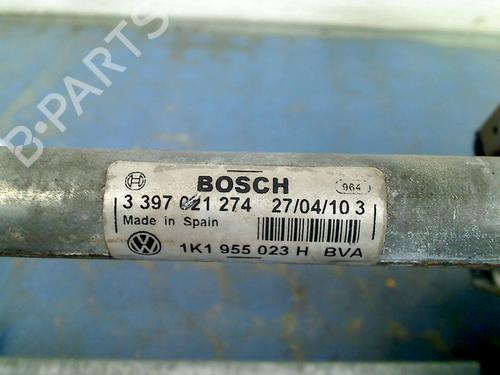 B-PARTS
BOSCH 964
3 397 021 274 27/04/10 3
Made in Spain
1K1 955 023 H BVA